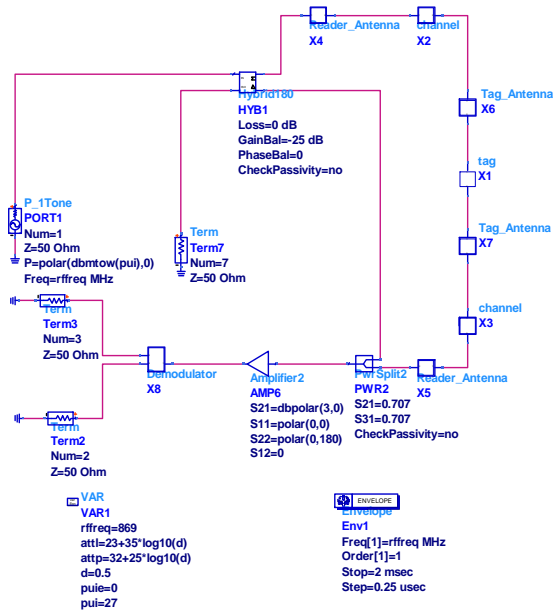 Reader_Antenna
X4
channel
X2
Hybrid180
HYB1
Loss=0 dB
GainBal=-25 dB
PhaseBal=0
CheckPassivity=no
Tag_Antenna
X6
tag
X1
P_1Tone
PORT1
Num=1
Z=50 Ohm
P=polar(dbmtow(pui),0)
Freq=rffreq MHz
Term
Term7
Num=7
Z=50 Ohm
Tag_Antenna
X7
channel
X3
Term
Term3
Num=3
Z=50 Ohm
Demodulator
X8
Amplifier2
AMP6
S21=dbpolar(3,0)
S11=polar(0,0)
S22=polar(0,180)
S12=0
PwrSplit2
PWR2
S21=0.707
S31=0.707
CheckPassivity=no
Reader_Antenna
X5
Term
Term2
Num=2
Z=50 Ohm
VAR
VAR1
rffreq=869
attl=23+35*log10(d)
attp=32+25*log10(d)
d=0.5
puie=0
pui=27
ENVELOPE
Envelope
Env1
Freq[1]=rffreq MHz
Order[1]=1
Stop=2 msec
Step=0.25 usec